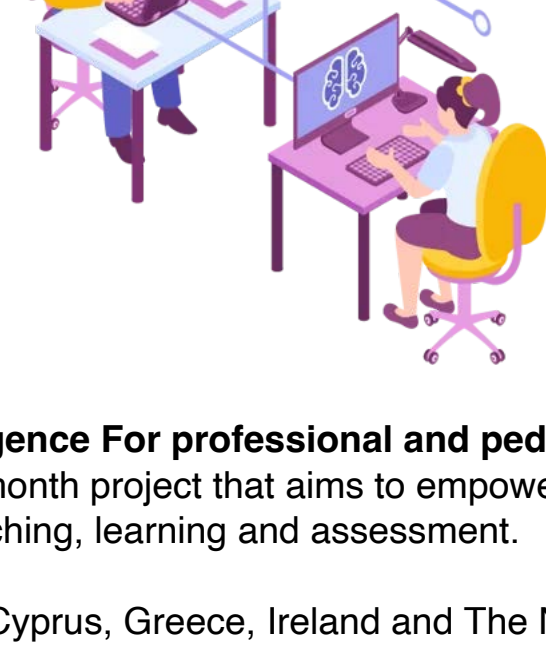 gence For professional and ped
month project that aims to empowe
ching, learning and assessment.
Cyprus, Greece, Ireland and The N